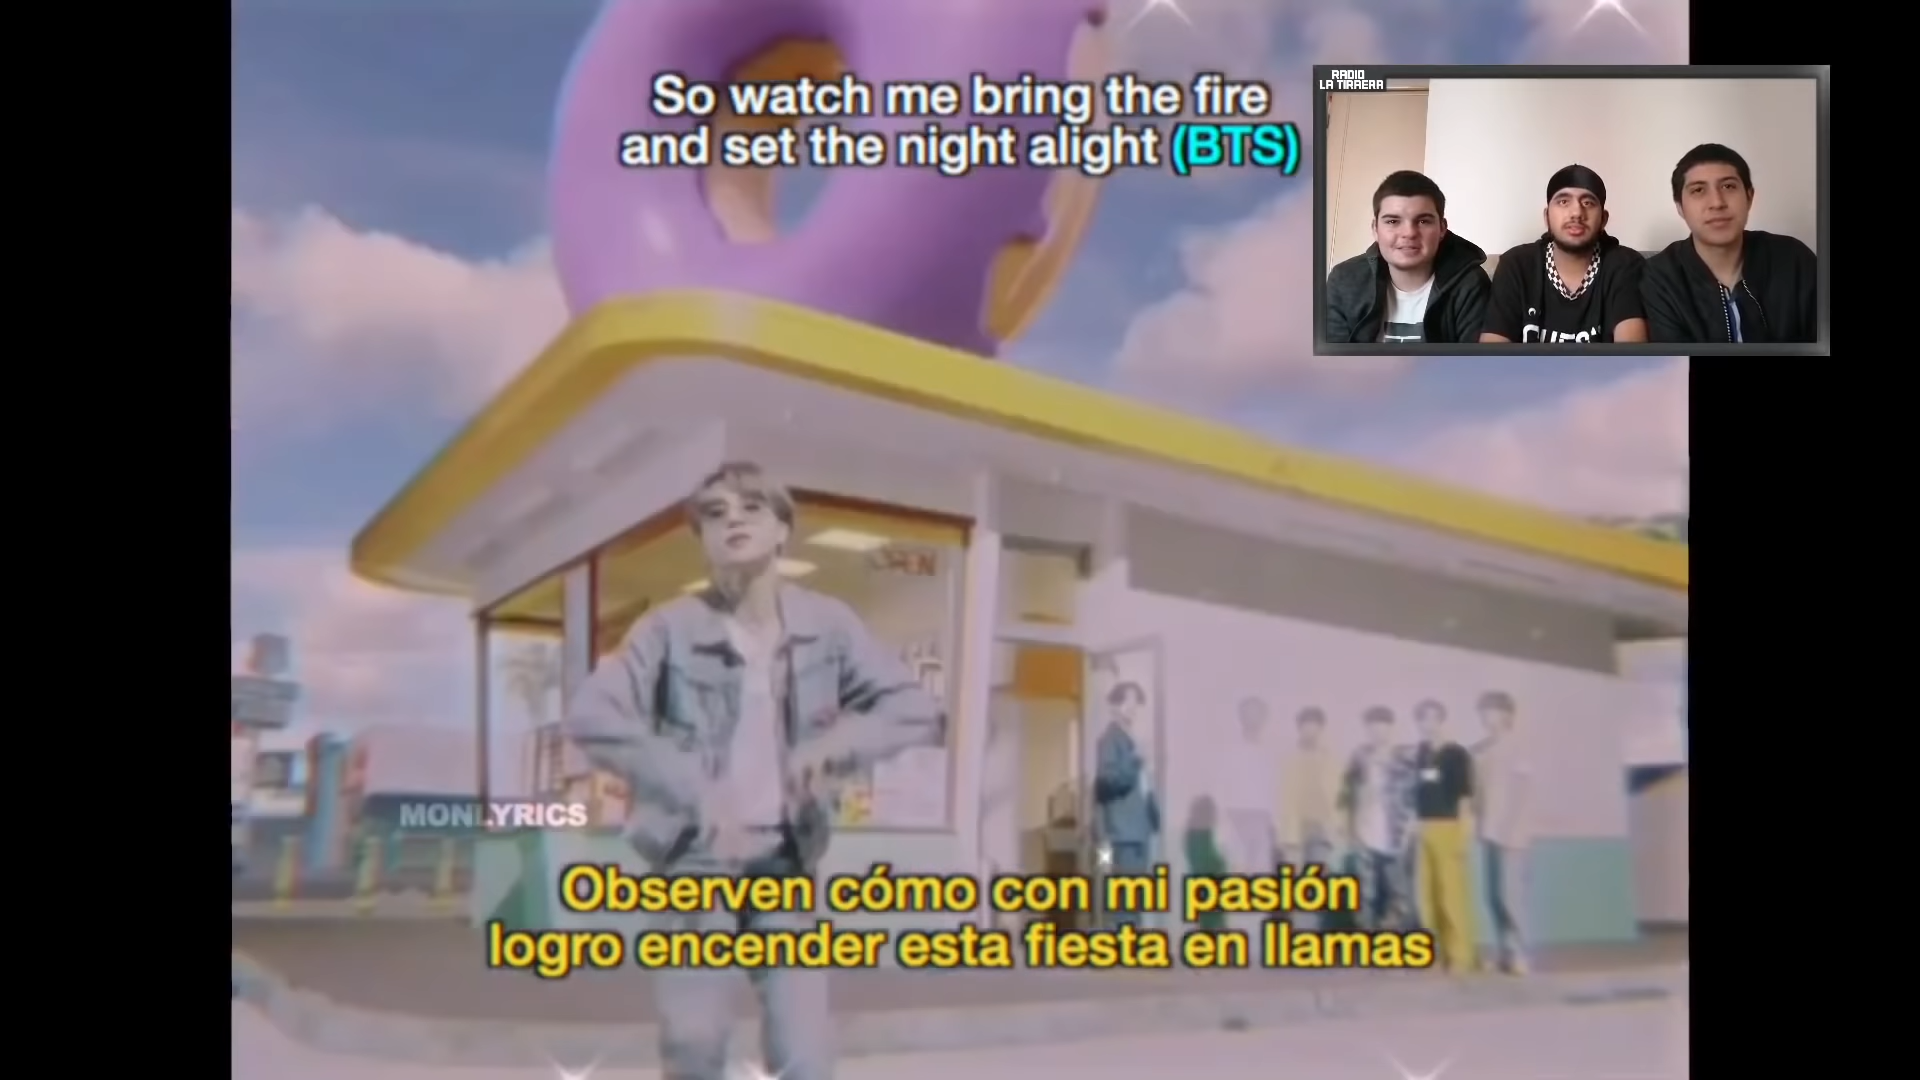 So watch me bring the fire
and set the night alight (BTS)
RADIO
LA TIRAERA
OPEN
MONLYRICS
Observen cómo con mi pasión
logro encender esta fiesta en llamas